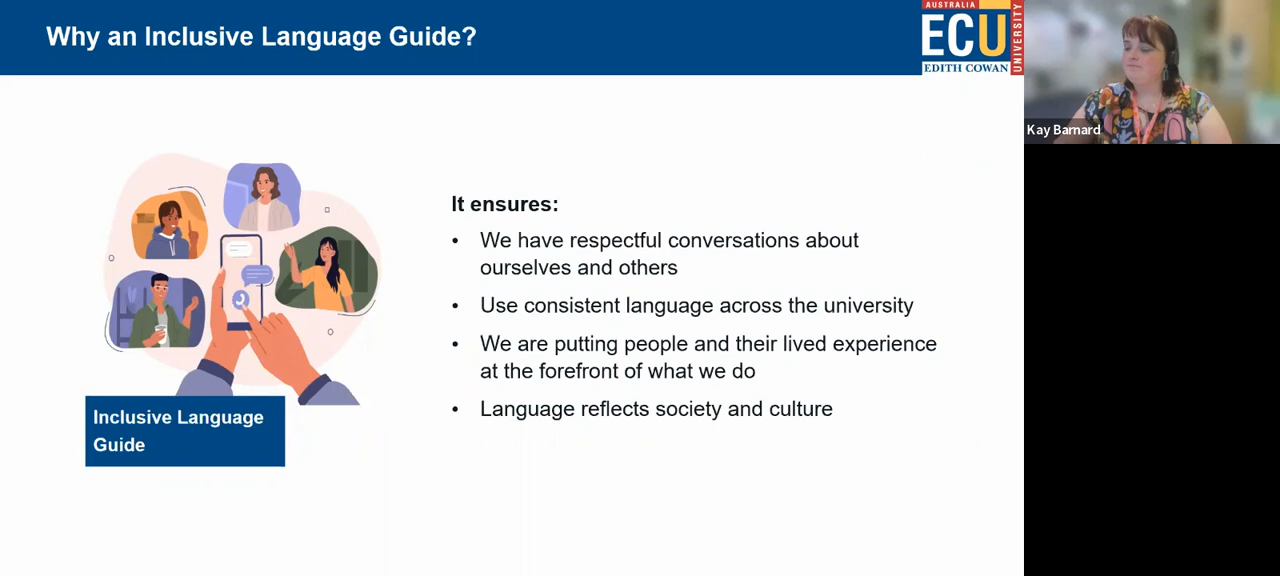 Why an Inclusive Language Guide?
AUSTRALIA
ECU
EDITH COWAN
UNIVERSITY
Kay Barnard
It ensures:
• We have respectful conversations about
ourselves and others
• Use consistent language across the university
• We are putting people and their lived experience
at the forefront of what we do
• Language reflects society and culture
Inclusive Language
Guide